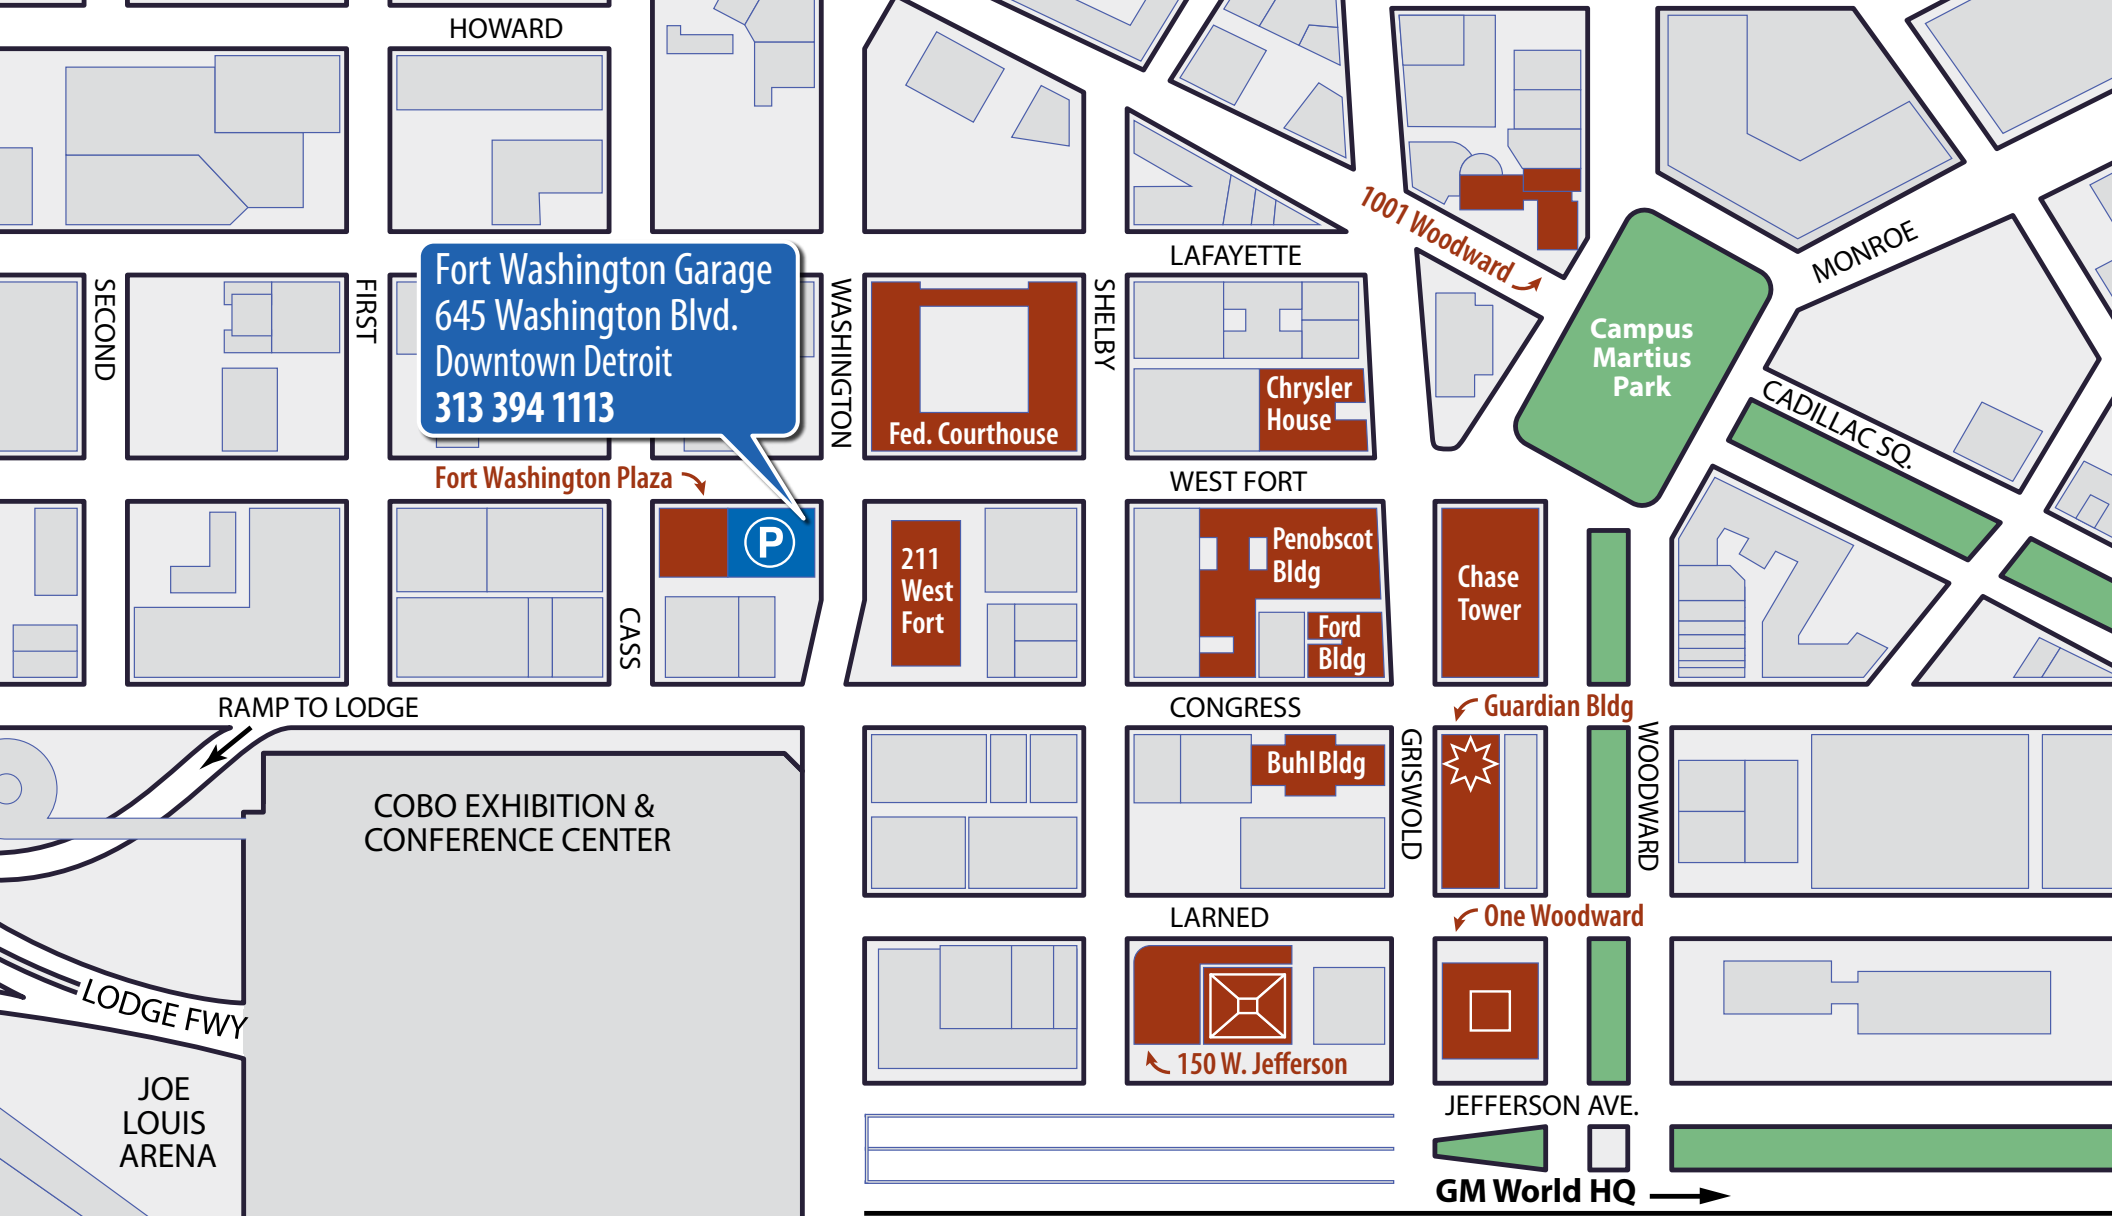 HOWARD
1001 Woodward
LAFAYETTE
MONROE
SECOND
FIRST
Fort Washington Garage
645 Washington Blvd.
Downtown Detroit
313 394 1113
WASHINGTON
Fed. Courthouse
SHELBY
Chrysler
House
Campus
Martius
Park
CADILLAC SQ.
Fort Washington Plaza
WEST FORT
P
211
West
Fort
Penobscot
Bldg
Ford
Bldg
Chase
Tower
CASS
RAMP TO LODGE
CONGRESS
Guardian Bldg
COBO EXHIBITION &
CONFERENCE CENTER
Buhl Bldg
GRISWOLD
WOODWARD
LARNED
One Woodward
LODGE FWY
150 W. Jefferson
JOE
LOUIS
ARENA
JEFFERSON AVE.
GM World HQ